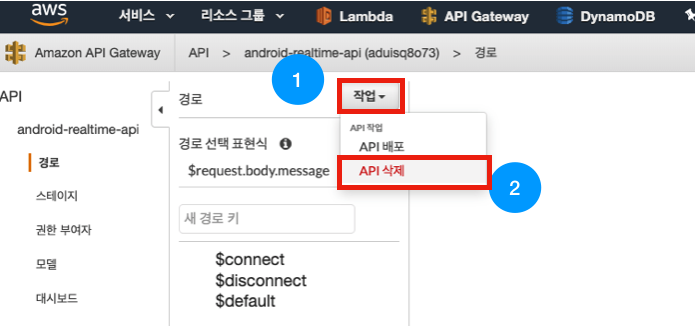 aws 서비스 리소스 그룹 Lambda API Gateway DynamoDB
Amazon API Gateway API > android-realtime-api (aduisq8o73) > 경로
1
API
android-realtime-api
경로
스테이지
권한 부여자
모델
대시보드
경로 작업
API 작업
API 배포
API 삭제
2
경로 선택 표현식
$request.body.message
새 경로 키
$connect
$disconnect
$default